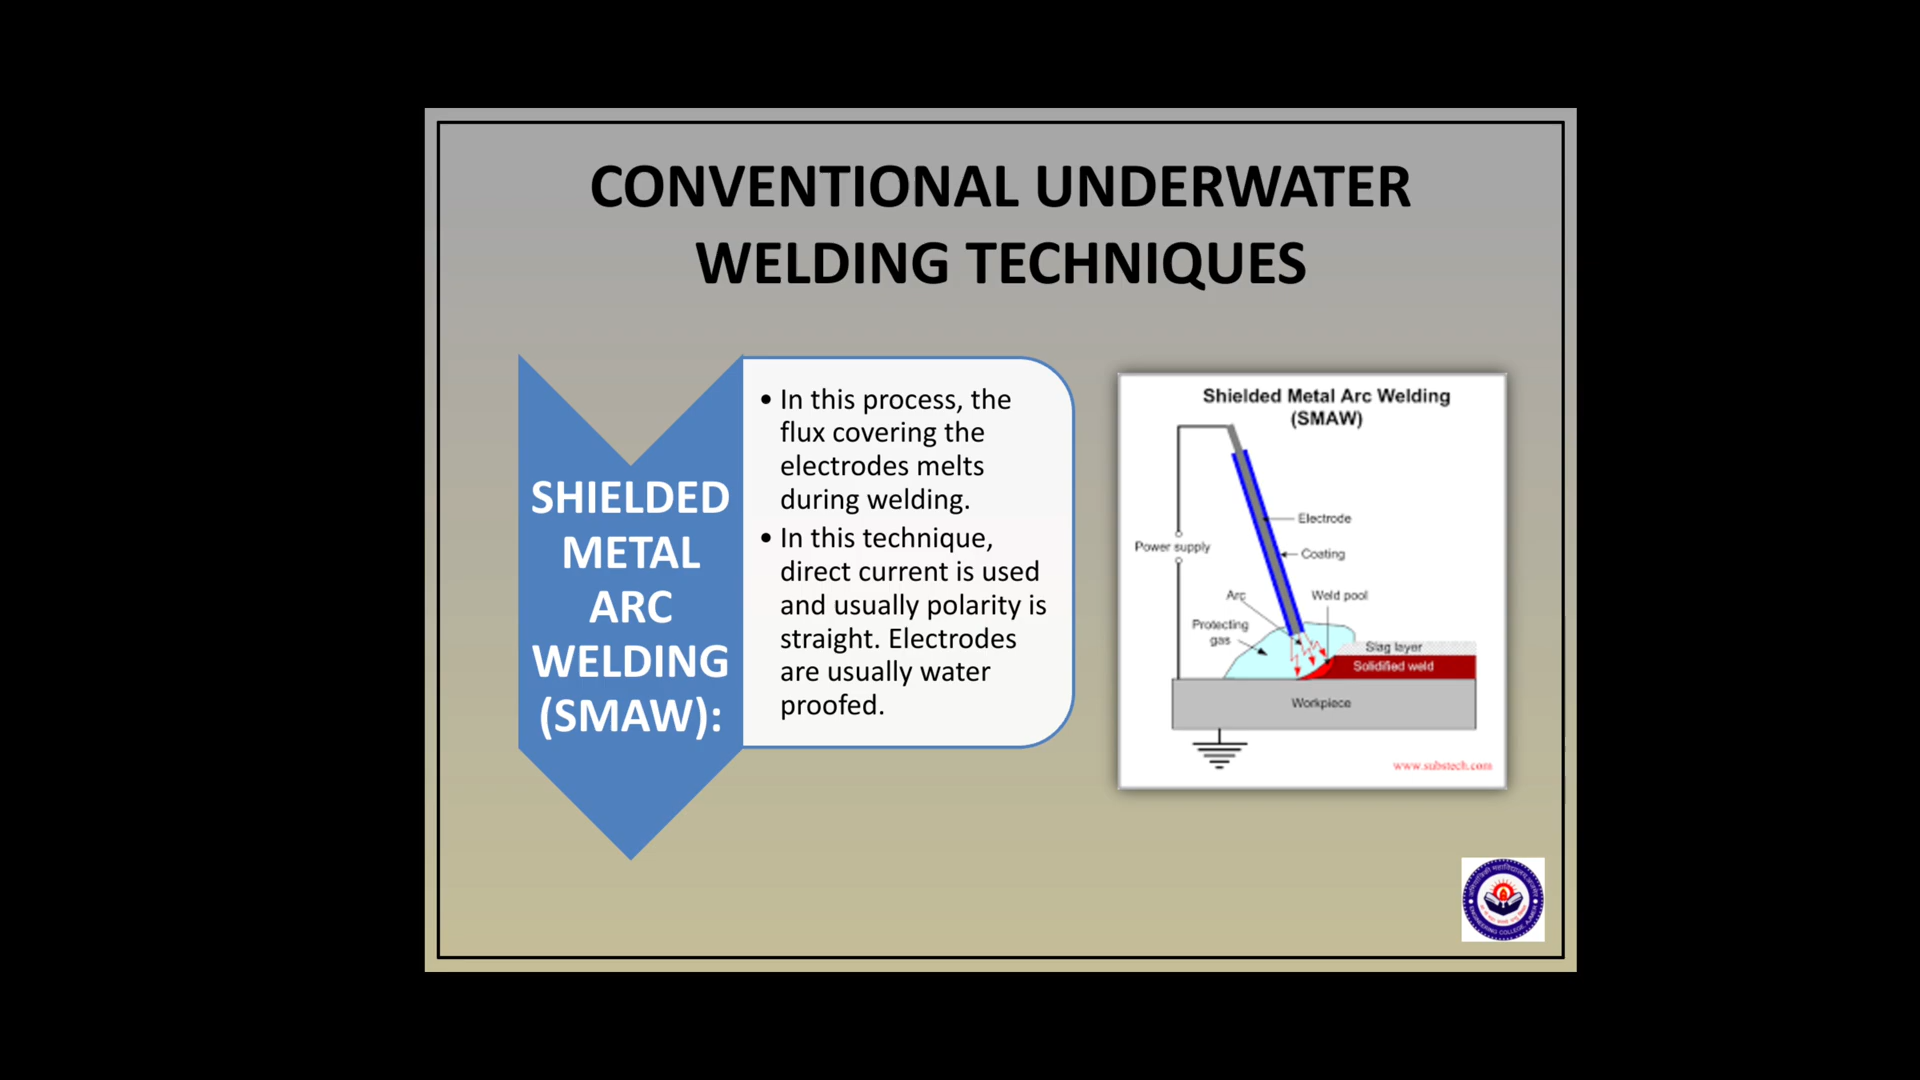 CONVENTIONAL UNDERWATER
WELDING TECHNIQUES
SHIELDED
METAL
ARC
WELDING
(SMAW):
• In this process, the
flux covering the
electrodes melts
during welding.
• In this technique,
direct current is used
and usually polarity is
straight. Electrodes
are usually water
proofed.
Shielded Metal Arc Welding
(SMAW)
Electrode
Power supply
Coating
Arc
Weld pool
Protecting
gas
Slag layer
Solidified weld
Workpiece
www.substech.com
ENGINEERING COLLEGE